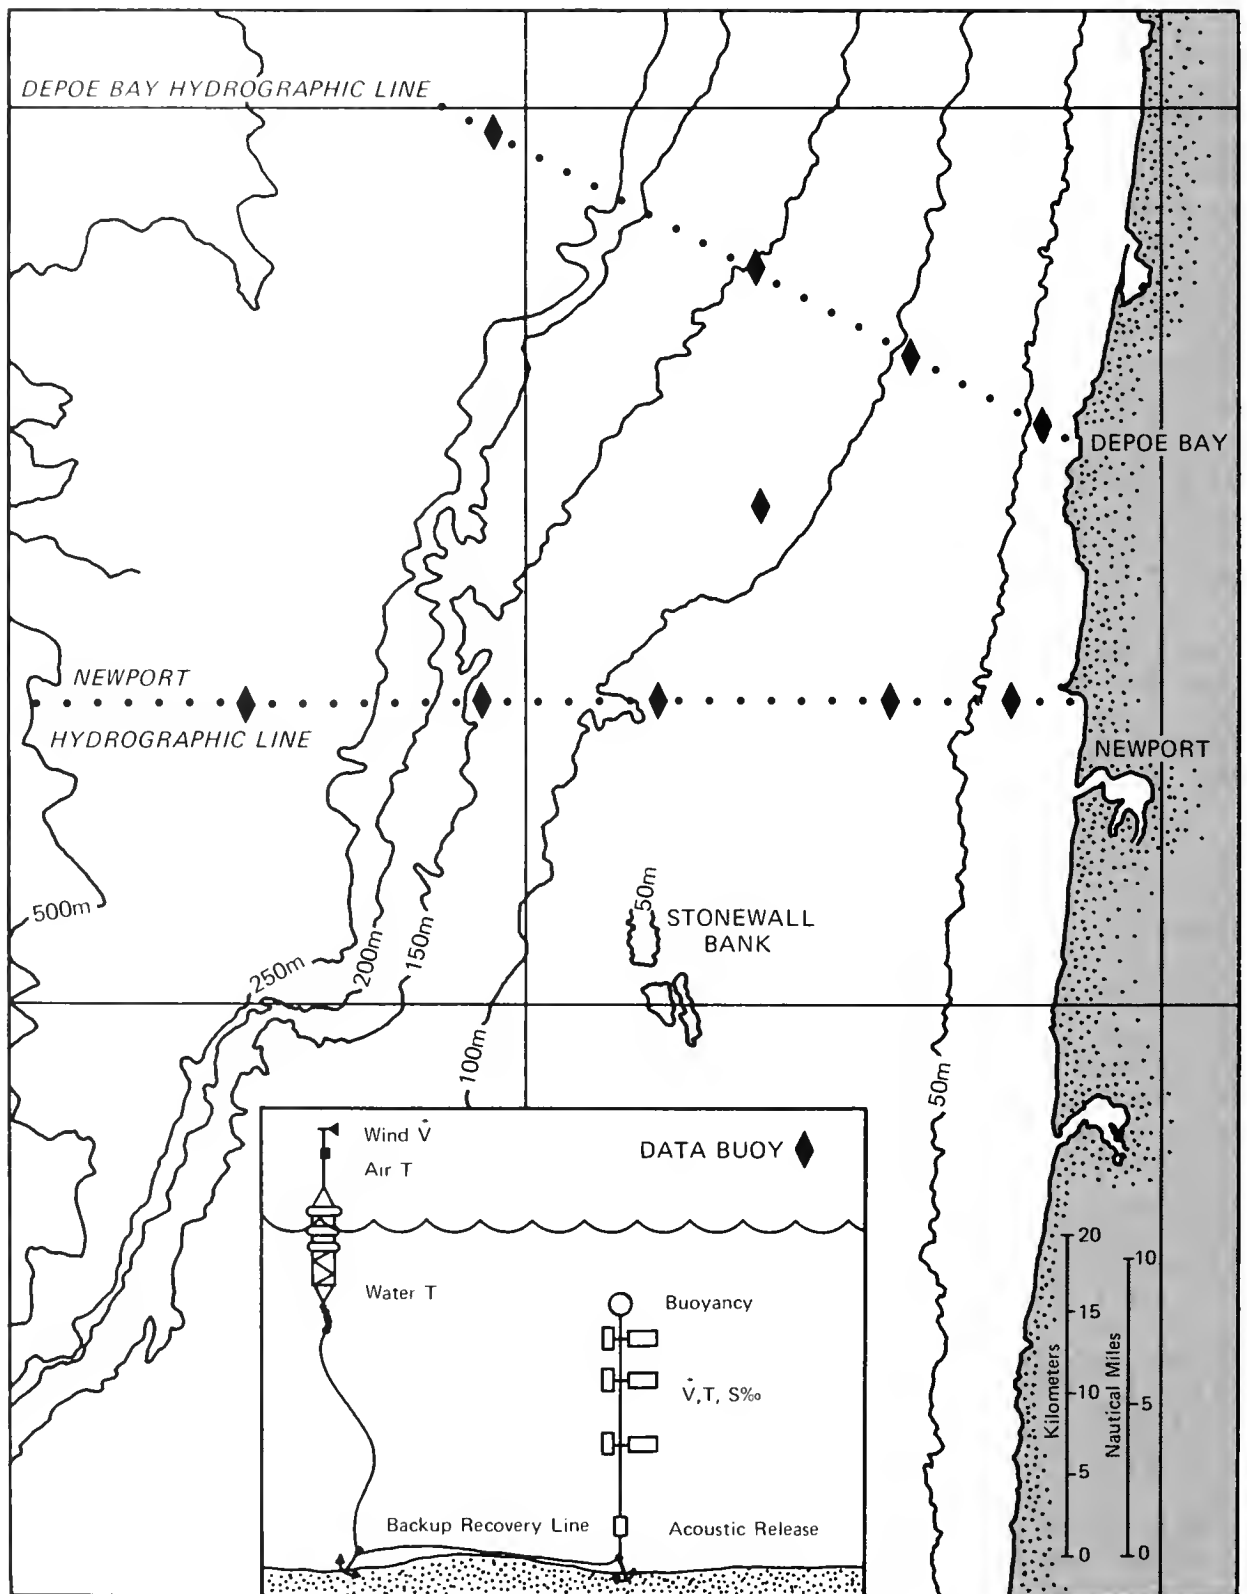 DEPOE BAY HYDROGRAPHIC LINE
DEPOE BAY
NEWPORT
HYDROGRAPHIC LINE
NEWPORT
500m
250m
200m
150m
100m
50m
STONEWALL
BANK
50m
Wind V̇
Air T
DATA BUOY
Water T
Buoyancy
V̇,T, S‰
Backup Recovery Line
Acoustic Release
Kilometers
20
15
10
5
0
Nautical Miles
10
5
0